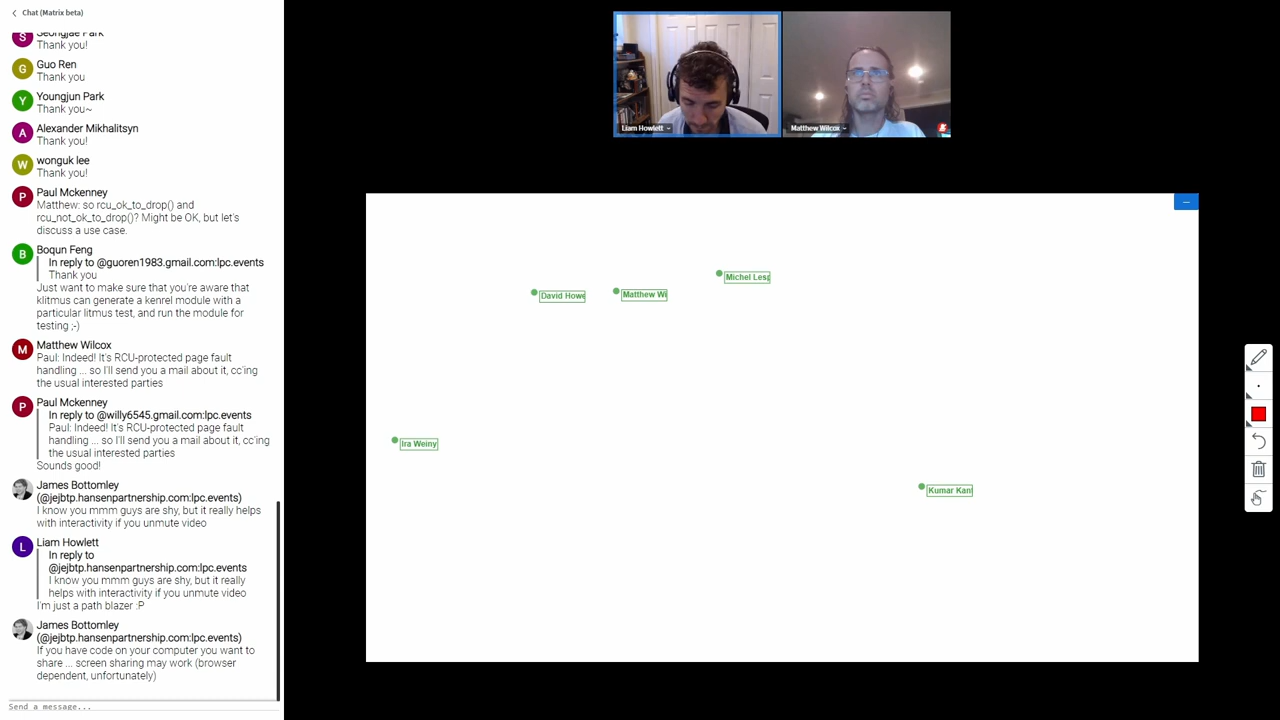 Chat (Matrix beta)
S
Seongjae Park
Thank you!
G
Guo Ren
Thank you
Y
Youngjun Park
Thank you~
A
Alexander Mikhalitsyn
Thank you!
W
wonguk lee
Thank you!
P
Paul Mckenney
Matthew: so rcu_ok_to_drop() and
rcu_not_ok_to_drop()? Might be OK, but let's
discuss a use case.
B
Boqun Feng
In reply to @guoren1983.gmail.com:lpc.events
Thank you
Just want to make sure that you're aware that
klitmus can generate a kenrel module with a
particular litmus test, and run the module for
testing ;-)
M
Matthew Wilcox
Paul: Indeed! It's RCU-protected page fault
handling ... so I'll send you a mail about it, cc'ing
the usual interested parties
P
Paul Mckenney
In reply to @willy6545.gmail.com:lpc.events
Paul: Indeed! It's RCU-protected page fault
handling ... so I'll send you a mail about it, cc'ing
the usual interested parties
Sounds good!
James Bottomley
(@jejbtp.hansenpartnership.com:lpc.events)
I know you mmm guys are shy, but it really helps
with interactivity if you unmute video
L
Liam Howlett
In reply to
@jejbtp.hansenpartnership.com:lpc.events
I know you mmm guys are shy, but it really
helps with interactivity if you unmute video
I'm just a path blazer :P
James Bottomley
(@jejbtp.hansenpartnership.com:lpc.events)
If you have code on your computer you want to
share ... screen sharing may work (browser
dependent, unfortunately)
Send a message...
Liam Howlett
Matthew Wilcox
Michel Lesp
David Howe
Matthew Wi
Ira Weiny
Kumar Kant